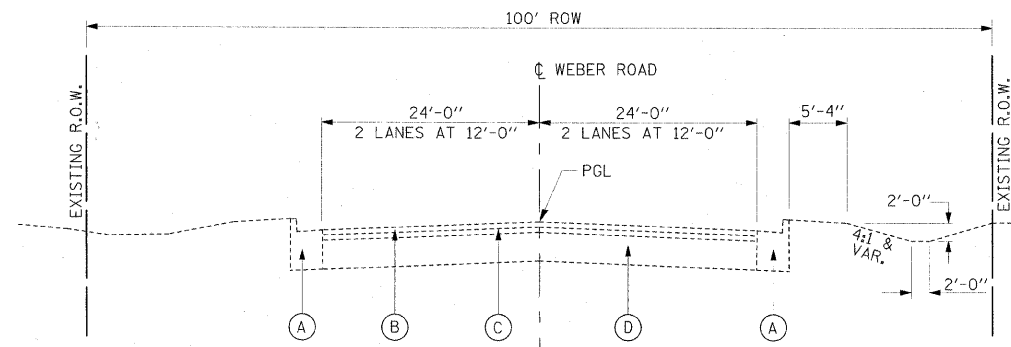 100' ROW
℄ WEBER ROAD
EXISTING R.O.W.
24'-0"
2 LANES AT 12'-0"
24'-0"
2 LANES AT 12'-0"
5'-4"
EXISTING R.O.W.
PGL
2'-0"
4:1 &
VAR.
2'-0"
A
B
C
D
A